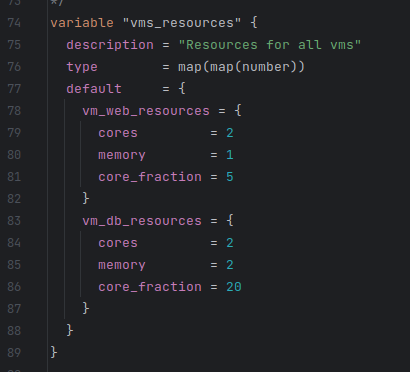 73 */
74 variable "vms_resources" {
75   description = "Resources for all vms"
76   type        = map(map(number))
77   default     = {
78     vm_web_resources = {
79       cores         = 2
80       memory        = 1
81       core_fraction = 5
82     }
83     vm_db_resources = {
84       cores         = 2
85       memory        = 2
86       core_fraction = 20
87     }
88   }
89 }